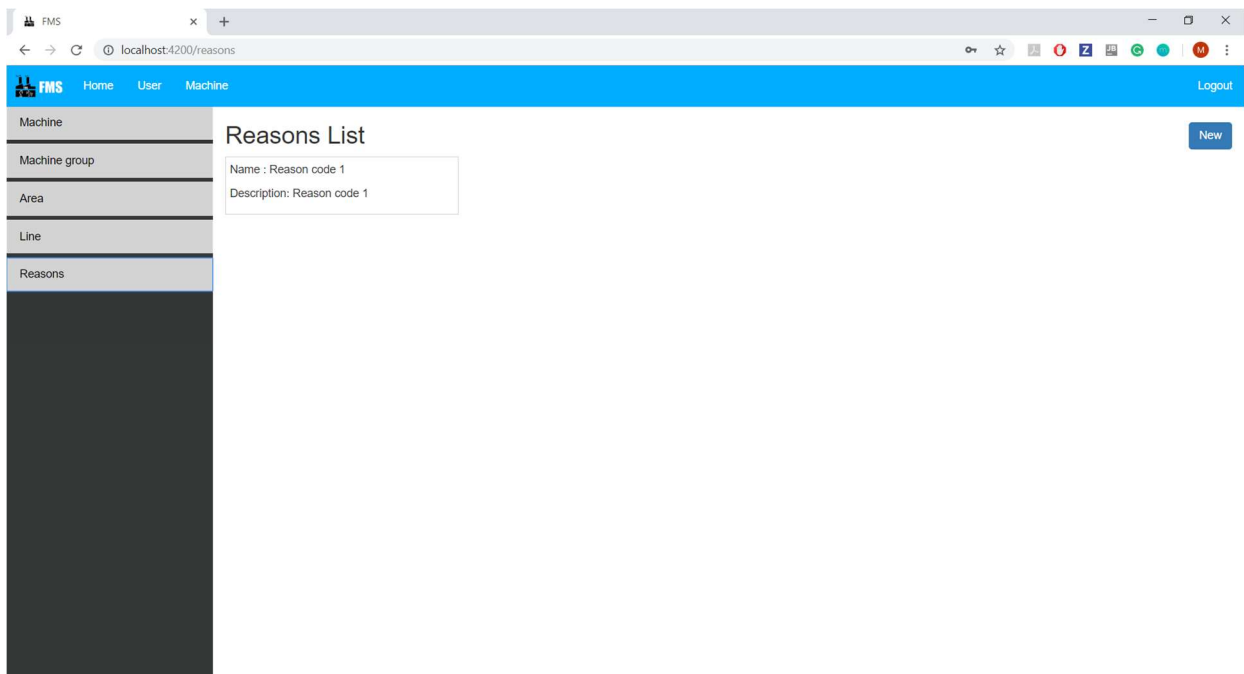 FMS
localhost:4200/reasons
FMS Home User Machine Logout
Machine
Machine group
Area
Line
Reasons
Reasons List
New
Name : Reason code 1
Description: Reason code 1